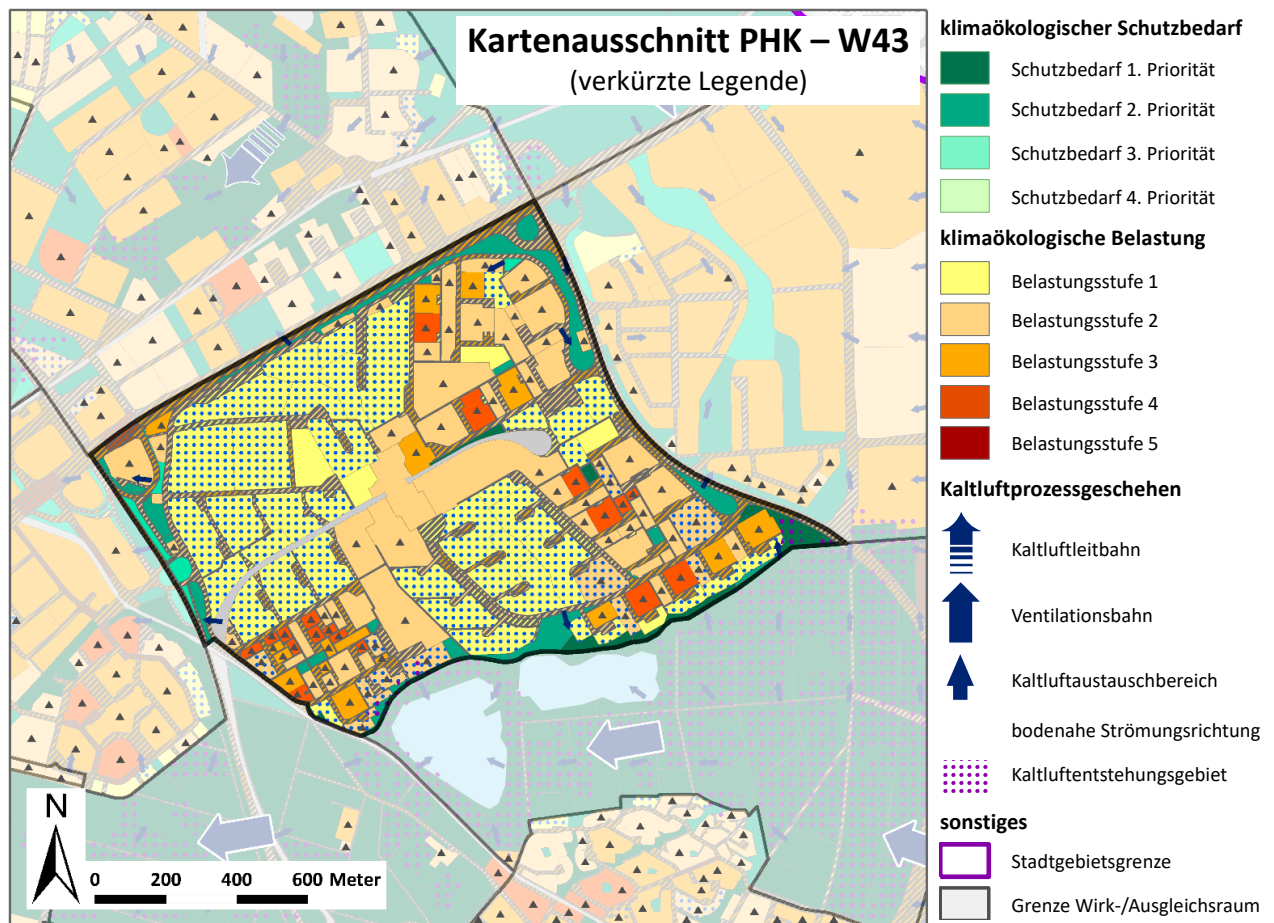 Kartenausschnitt PHK – W43
(verkürzte Legende)
klimaökologischer Schutzbedarf
Schutzbedarf 1. Priorität
Schutzbedarf 2. Priorität
Schutzbedarf 3. Priorität
Schutzbedarf 4. Priorität
klimaökologische Belastung
Belastungsstufe 1
Belastungsstufe 2
Belastungsstufe 3
Belastungsstufe 4
Belastungsstufe 5
Kaltluftprozessgeschehen
Kaltluftleitbahn
Ventilationsbahn
Kaltluftaustauschbereich
bodenahe Strömungsrichtung
Kaltluftentstehungsgebiet
sonstiges
Stadtgebietsgrenze
Grenze Wirk-/Ausgleichsraum
N
0 200 400 600 Meter